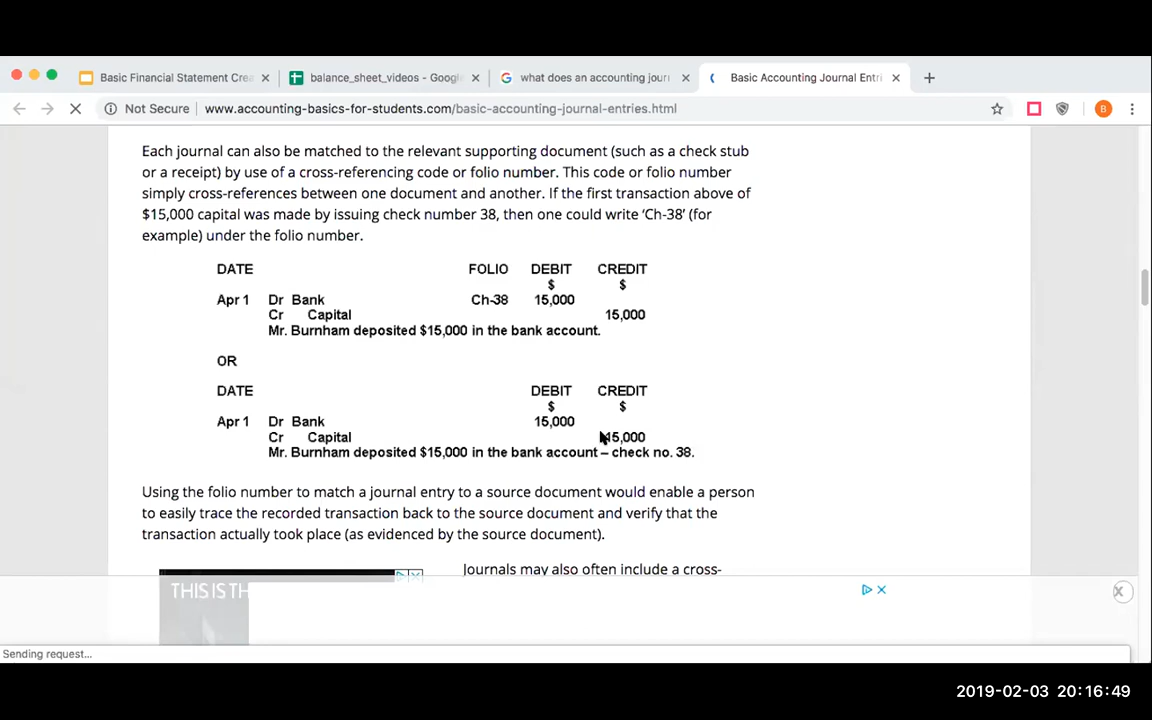 Basic Financial Statement Crea
balance_sheet_videos - Google
what does an accounting jour
Basic Accounting Journal Entri
Not Secure www.accounting-basics-for-students.com/basic-accounting-journal-entries.html
B
Each journal can also be matched to the relevant supporting document (such as a check stub
or a receipt) by use of a cross-referencing code or folio number. This code or folio number
simply cross-references between one document and another. If the first transaction above of
$15,000 capital was made by issuing check number 38, then one could write ‘Ch-38’ (for
example) under the folio number.
DATE FOLIO DEBIT CREDIT
$ $
Apr 1 Dr Bank Ch-38 15,000
Cr Capital 15,000
Mr. Burnham deposited $15,000 in the bank account.
OR
DATE DEBIT CREDIT
$ $
Apr 1 Dr Bank 15,000
Cr Capital 15,000
Mr. Burnham deposited $15,000 in the bank account – check no. 38.
Using the folio number to match a journal entry to a source document would enable a person
to easily trace the recorded transaction back to the source document and verify that the
transaction actually took place (as evidenced by the source document).
Journals may also often include a cross-
THIS IS TH
Sending request...
2019-02-03 20:16:49